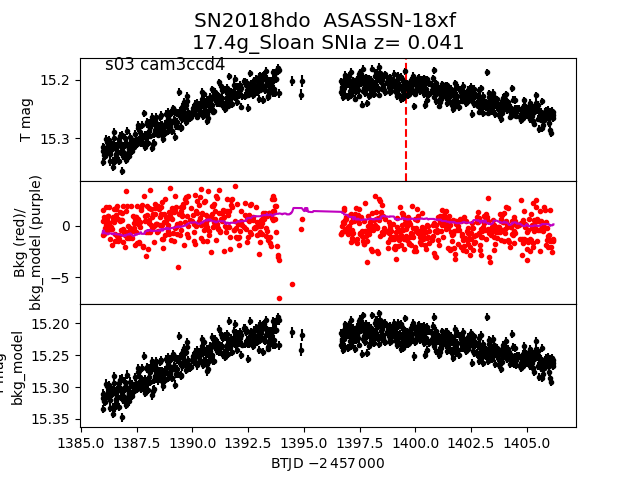 SN2018hdo  ASASSN-18xf
17.4g_Sloan SNIa z= 0.041
s03 cam3ccd4
15.2
15.3
T mag
0
−5
Bkg (red)/
bkg_model (purple)
15.20
15.25
15.30
15.35
bkg_model
1385.0 1387.5 1390.0 1392.5 1395.0 1397.5 1400.0 1402.5 1405.0
BTJD −2 457 000